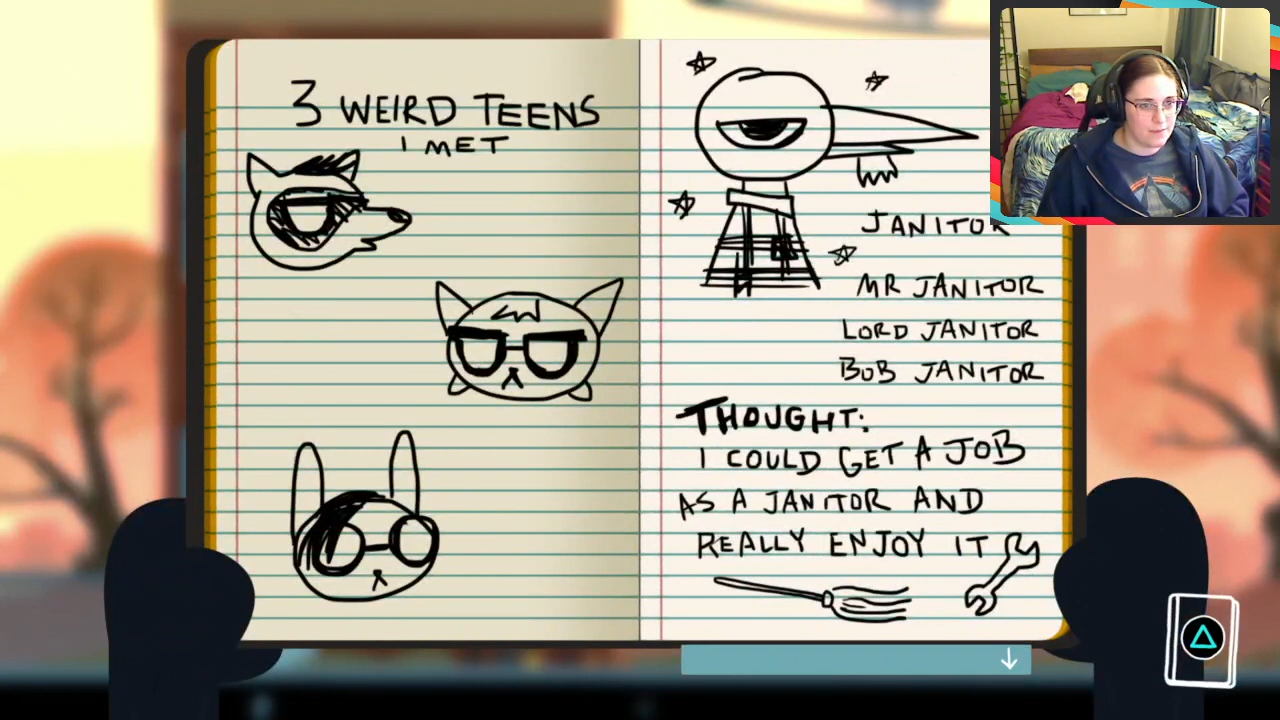 3 WEIRD TEENS
I MET
JANITOR
MR JANITOR
LORD JANITOR
BOB JANITOR
THOUGHT:
I COULD GET A JOB
AS A JANITOR AND
REALLY ENJOY IT